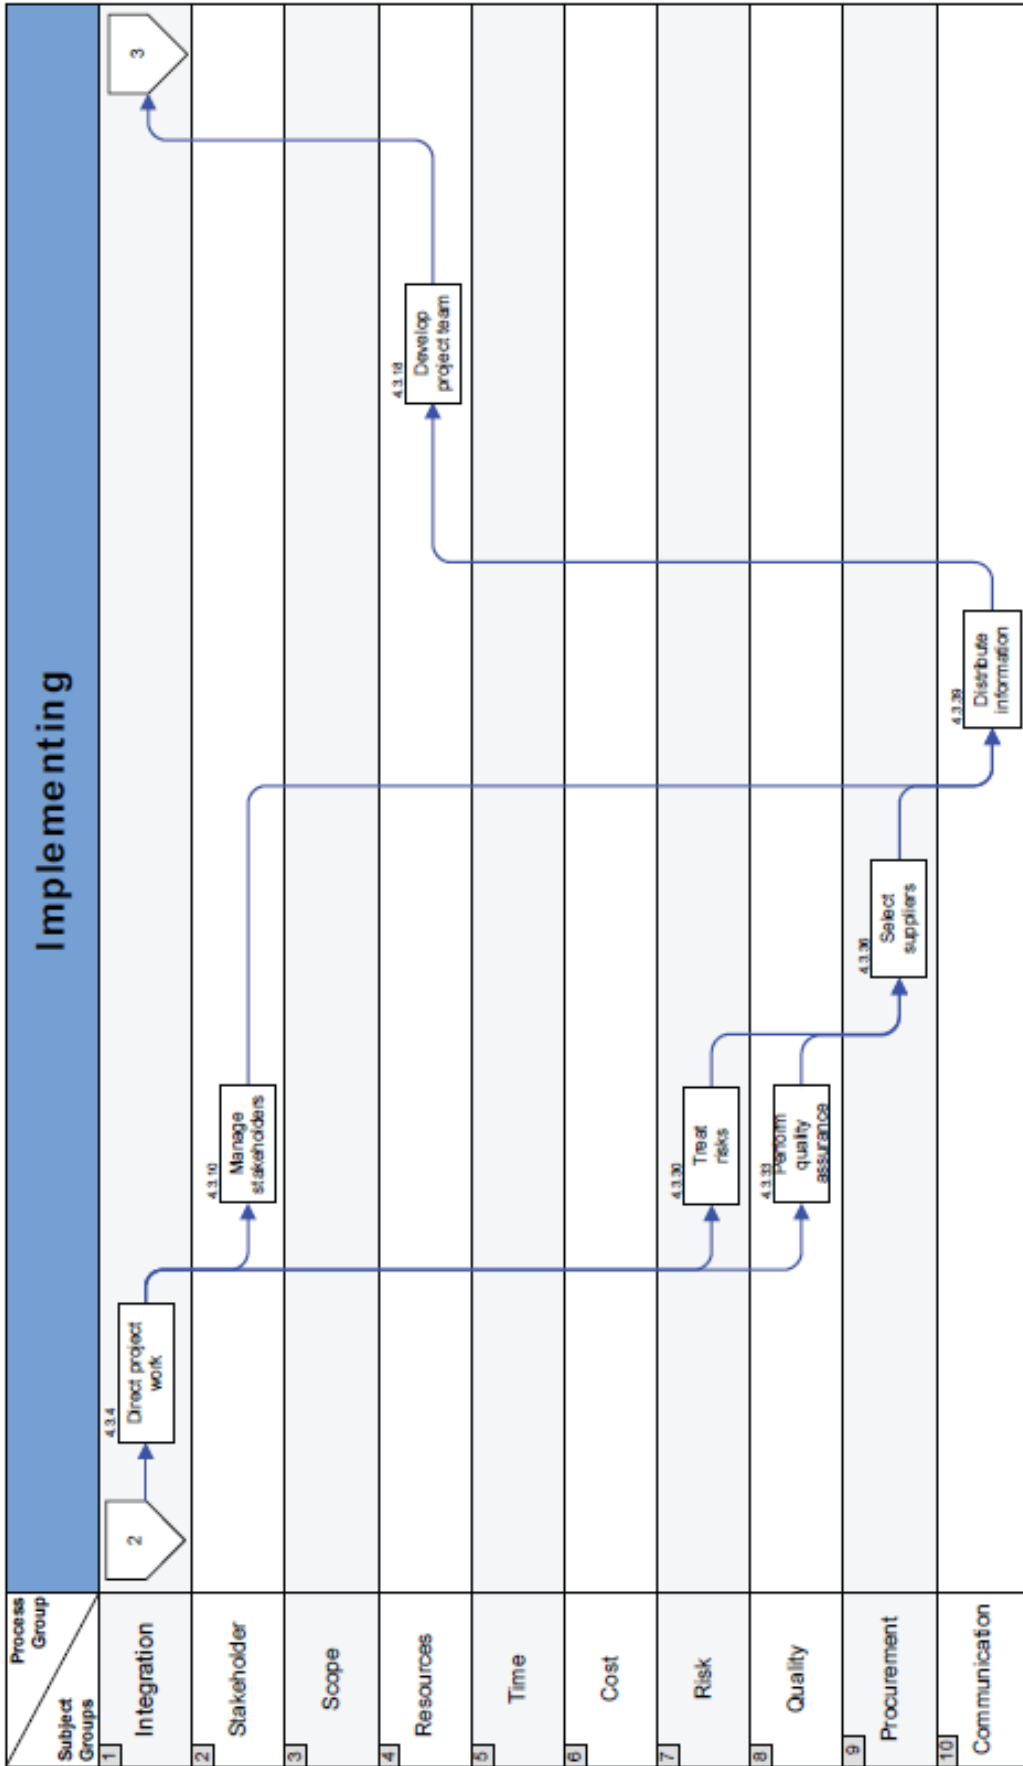 Implementing
Process
Group
Subject
Groups
1
Integration
2
4.3.4
Direct project
work
3
2
Stakeholder
4.3.10
Manage
stakeholders
3
Scope
4
Resources
4.3.18
Develop
project team
5
Time
6
Cost
7
Risk
4.3.30
Treat
risks
8
Quality
4.3.33
Perform
quality
assurance
9
Procurement
4.3.36
Select
suppliers
10
Communication
4.3.39
Distribute
information